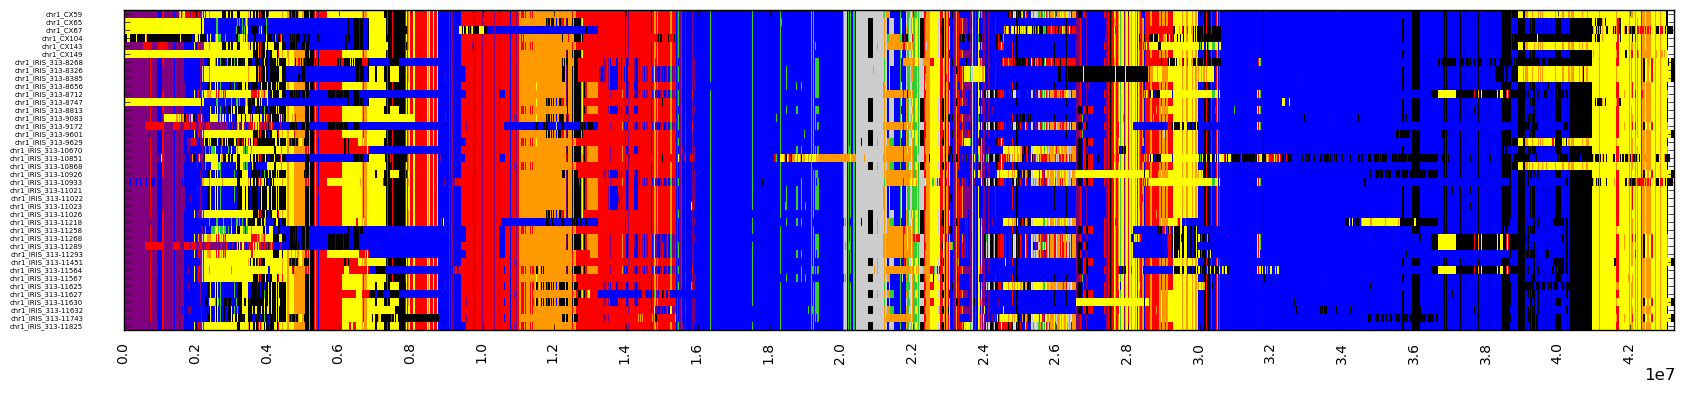 chr1_CX59
chr1_CX65
chr1_CX67
chr1_CX104
chr1_CX143
chr1_CX149
chr1_IRIS_313-8268
chr1_IRIS_313-8326
chr1_IRIS_313-8385
chr1_IRIS_313-8656
chr1_IRIS_313-8712
chr1_IRIS_313-8747
chr1_IRIS_313-8813
chr1_IRIS_313-9083
chr1_IRIS_313-9172
chr1_IRIS_313-9601
chr1_IRIS_313-9629
chr1_IRIS_313-10670
chr1_IRIS_313-10851
chr1_IRIS_313-10868
chr1_IRIS_313-10926
chr1_IRIS_313-10933
chr1_IRIS_313-11021
chr1_IRIS_313-11022
chr1_IRIS_313-11023
chr1_IRIS_313-11026
chr1_IRIS_313-11218
chr1_IRIS_313-11258
chr1_IRIS_313-11268
chr1_IRIS_313-11289
chr1_IRIS_313-11293
chr1_IRIS_313-11451
chr1_IRIS_313-11564
chr1_IRIS_313-11567
chr1_IRIS_313-11625
chr1_IRIS_313-11627
chr1_IRIS_313-11630
chr1_IRIS_313-11632
chr1_IRIS_313-11743
chr1_IRIS_313-11825
0.0 0.2 0.4 0.6 0.8 1.0 1.2 1.4 1.6 1.8 2.0 2.2 2.4 2.6 2.8 3.0 3.2 3.4 3.6 3.8 4.0 4.2
1e7